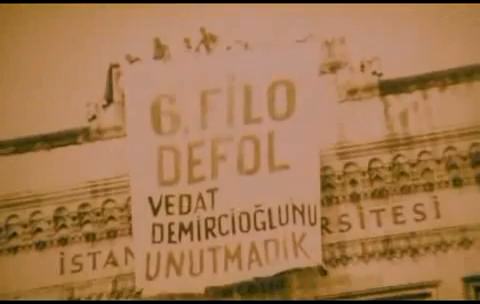 6. FİLO
DEFOL
VEDAT
DEMİRCİOĞLUNU
UNUTMADIK
İSTAN
RSİTESİ